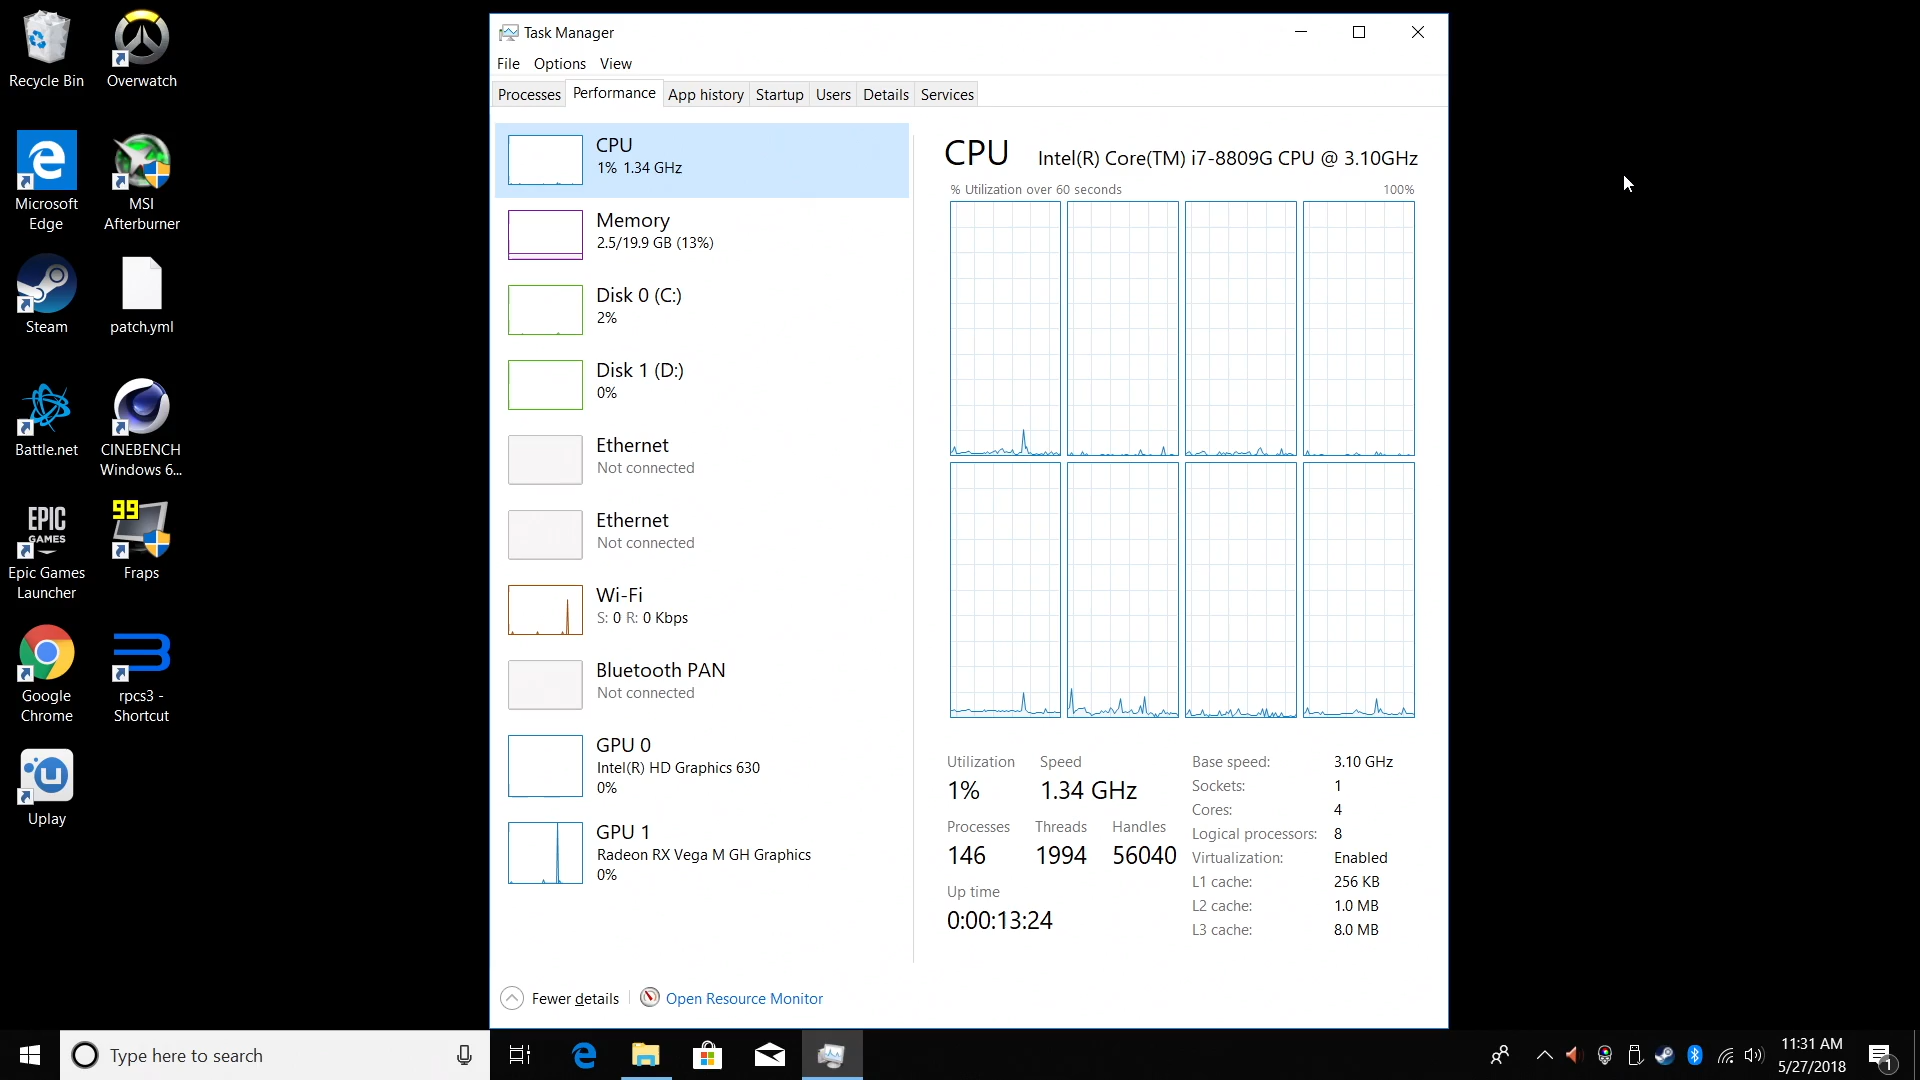 Recycle Bin
Overwatch
Microsoft
Edge
MSI
Afterburner
Steam
patch.yml
Battle.net
CINEBENCH
Windows 6...
EPIC
GAMES
Epic Games
Launcher
99
Fraps
Google
Chrome
rpcs3 -
Shortcut
Uplay
Task Manager
File Options View
Processes Performance App history Startup Users Details Services
CPU
1% 1.34 GHz
Memory
2.5/19.9 GB (13%)
Disk 0 (C:)
2%
Disk 1 (D:)
0%
Ethernet
Not connected
Ethernet
Not connected
Wi-Fi
S: 0 R: 0 Kbps
Bluetooth PAN
Not connected
GPU 0
Intel(R) HD Graphics 630
0%
GPU 1
Radeon RX Vega M GH Graphics
0%
CPU Intel(R) Core(TM) i7-8809G CPU @ 3.10GHz
% Utilization over 60 seconds 100%
Utilization Speed
1% 1.34 GHz
Processes Threads Handles
146 1994 56040
Up time
0:00:13:24
Base speed: 3.10 GHz
Sockets: 1
Cores: 4
Logical processors: 8
Virtualization: Enabled
L1 cache: 256 KB
L2 cache: 1.0 MB
L3 cache: 8.0 MB
Fewer details Open Resource Monitor
Type here to search
11:31 AM
5/27/2018
1